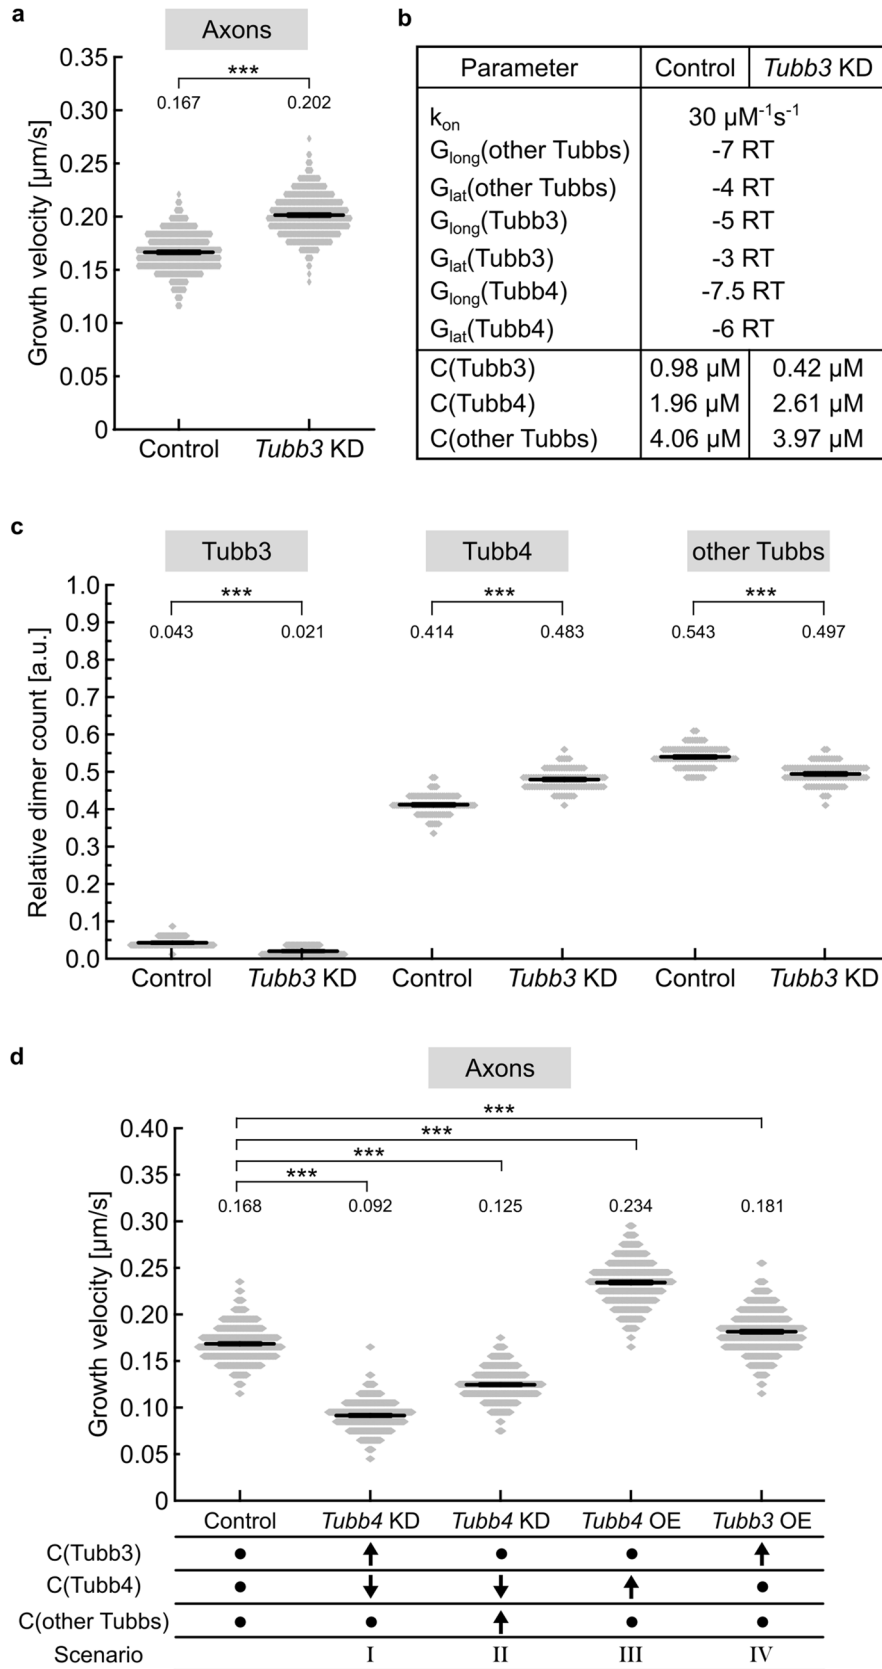 a
Axons
Growth velocity [µm/s]
0.35
0.30
0.25
0.20
0.15
0.10
0.05
0
***
0.167 0.202
Control Tubb3 KD
b
Parameter Control Tubb3 KD
kon 30 µM-1s-1
Glong(other Tubbs) -7 RT
Glat(other Tubbs) -4 RT
Glong(Tubb3) -5 RT
Glat(Tubb3) -3 RT
Glong(Tubb4) -7.5 RT
Glat(Tubb4) -6 RT
C(Tubb3) 0.98 µM 0.42 µM
C(Tubb4) 1.96 µM 2.61 µM
C(other Tubbs) 4.06 µM 3.97 µM
c
Tubb3 Tubb4 other Tubbs
Relative dimer count [a.u.]
1.0
0.9
0.8
0.7
0.6
0.5
0.4
0.3
0.2
0.1
0.0
*** *** ***
0.043 0.021 0.414 0.483 0.543 0.497
Control Tubb3 KD Control Tubb3 KD Control Tubb3 KD
d
Axons
Growth velocity [µm/s]
0.40
0.35
0.30
0.25
0.20
0.15
0.10
0.05
0
***
***
***
***
0.168 0.092 0.125 0.234 0.181
Control Tubb4 KD Tubb4 KD Tubb4 OE Tubb3 OE
C(Tubb3) ● ↑ ● ● ↑
C(Tubb4) ● ↓ ↓ ↑ ●
C(other Tubbs) ● ● ↑ ● ●
Scenario I II III IV